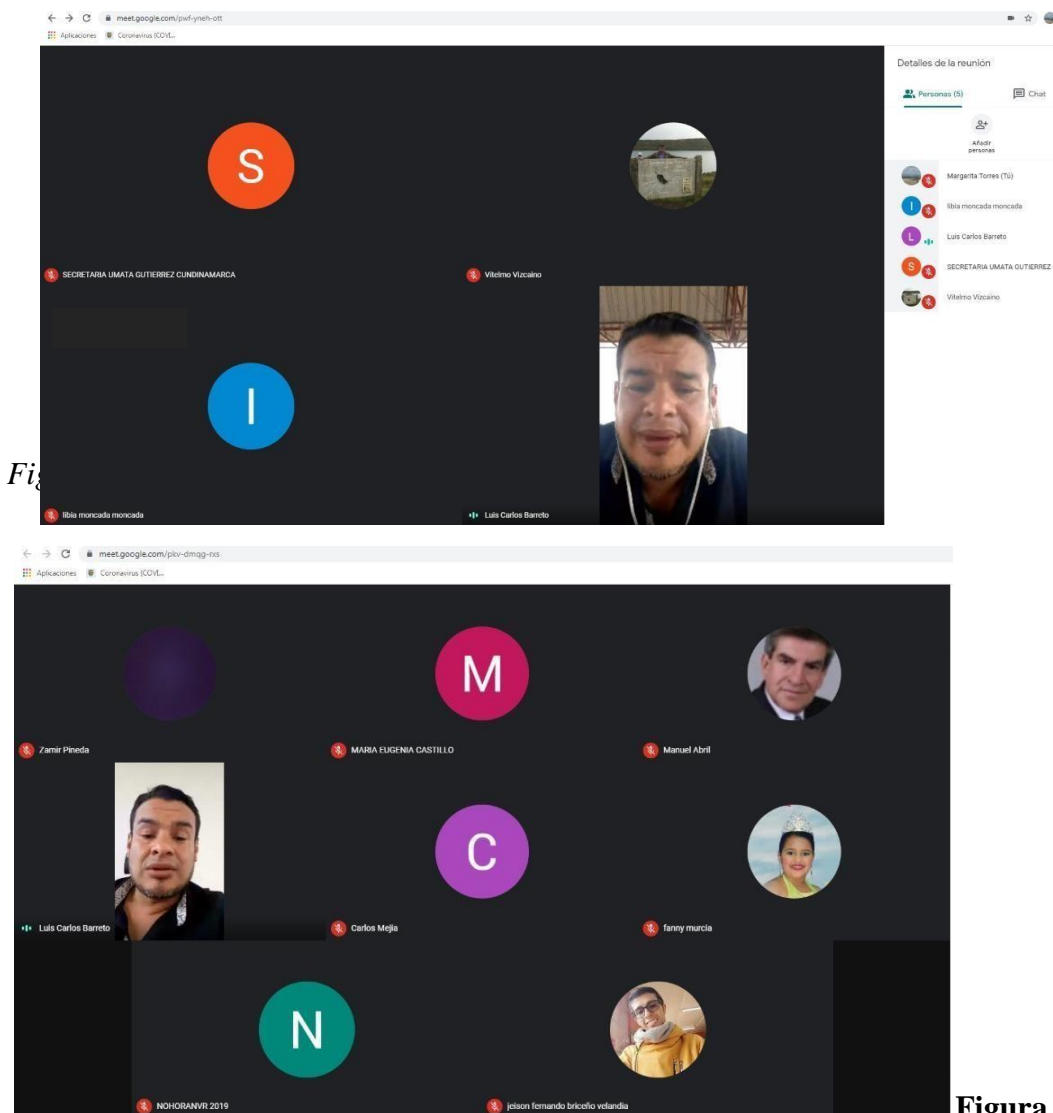 meet.google.com/pwf-yneh-ott
Aplicaciones Coronavirus (COVI...
Detalles de la reunión
Personas (5) Chat
Añadir
personas
Margarita Torres (Tú)
libia moncada moncada
Luis Carlos Barreto
SECRETARIA UMATA GUTIERREZ
Vitelmo Vizcaino
S
SECRETARIA UMATA GUTIERREZ CUNDINAMARCA
Vitelmo Vizcaino
I
libia moncada moncada
Luis Carlos Barreto
Fig
meet.google.com/pkv-dmqg-rxs
Aplicaciones Coronavirus (COVI...
M
Zamir Pineda
MARIA EUGENIA CASTILLO
Manuel Abril
C
Luis Carlos Barreto
Carlos Mejia
fanny murcia
N
NOHORANVR 2019
jeison fernando briceño velandia
Figura